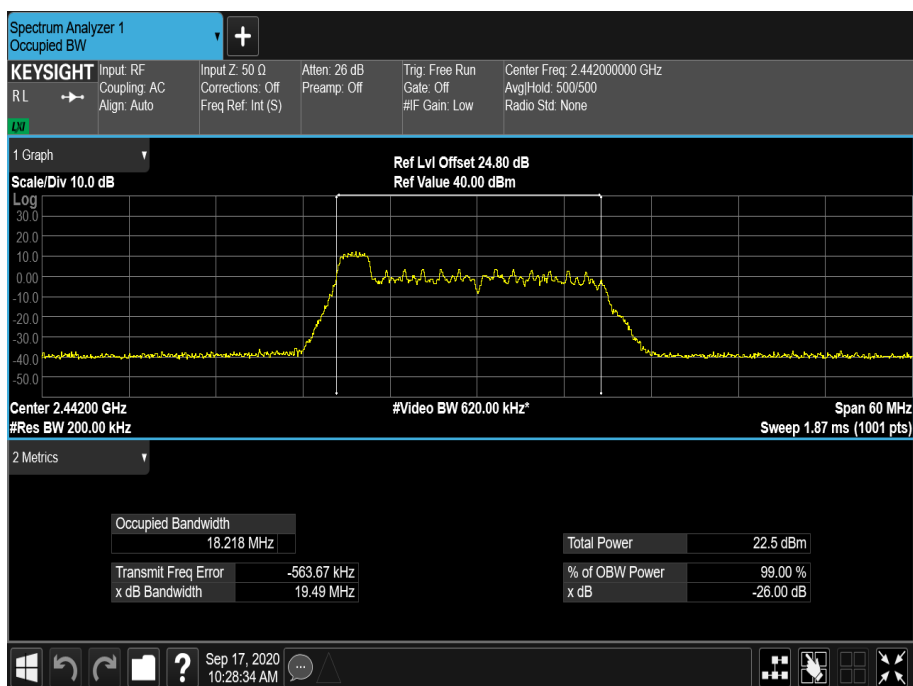 Spectrum Analyzer 1
Occupied BW
+
KEYSIGHT
RL
LXI
Input: RF
Coupling: AC
Align: Auto
Input Z: 50 Ω
Corrections: Off
Freq Ref: Int (S)
Atten: 26 dB
Preamp: Off
Trig: Free Run
Gate: Off
#IF Gain: Low
Center Freq: 2.442000000 GHz
Avg|Hold: 500/500
Radio Std: None
1 Graph
Scale/Div 10.0 dB
Ref Lvl Offset 24.80 dB
Ref Value 40.00 dBm
Log
30.0
20.0
10.0
0.00
-10.0
-20.0
-30.0
-40.0
-50.0
Center 2.44200 GHz
#Res BW 200.00 kHz
#Video BW 620.00 kHz*
Span 60 MHz
Sweep 1.87 ms (1001 pts)
2 Metrics
Occupied Bandwidth
18.218 MHz
Transmit Freq Error -563.67 kHz
x dB Bandwidth 19.49 MHz
Total Power 22.5 dBm
% of OBW Power 99.00 %
x dB -26.00 dB
?
Sep 17, 2020
10:28:34 AM